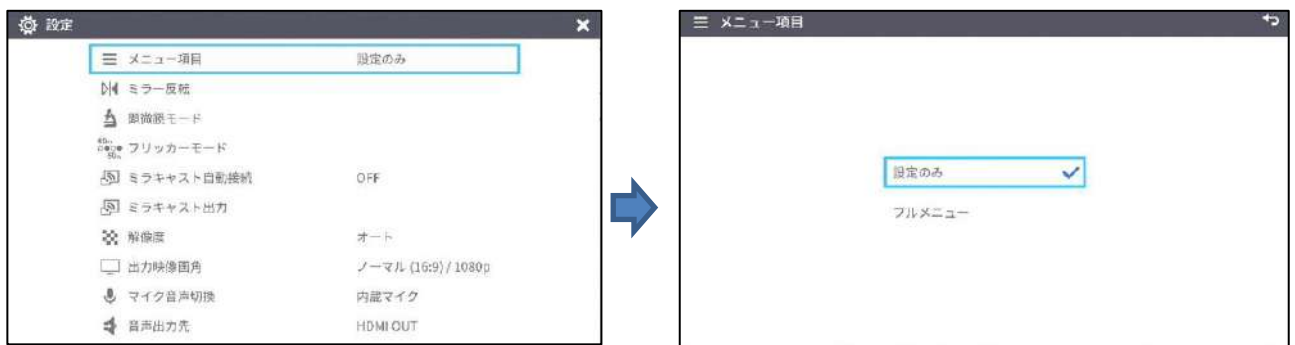 設定
メニュー項目 設定のみ
ミラー反転
顕微鏡モード
60Hz
フリッカーモード
50Hz
ミラキャスト自動接続 OFF
ミラキャスト出力
解像度 オート
出力映像画角 ノーマル (16:9) / 1080p
マイク音声切換 内蔵マイク
音声出力先 HDMI OUT
メニュー項目
設定のみ
フルメニュー